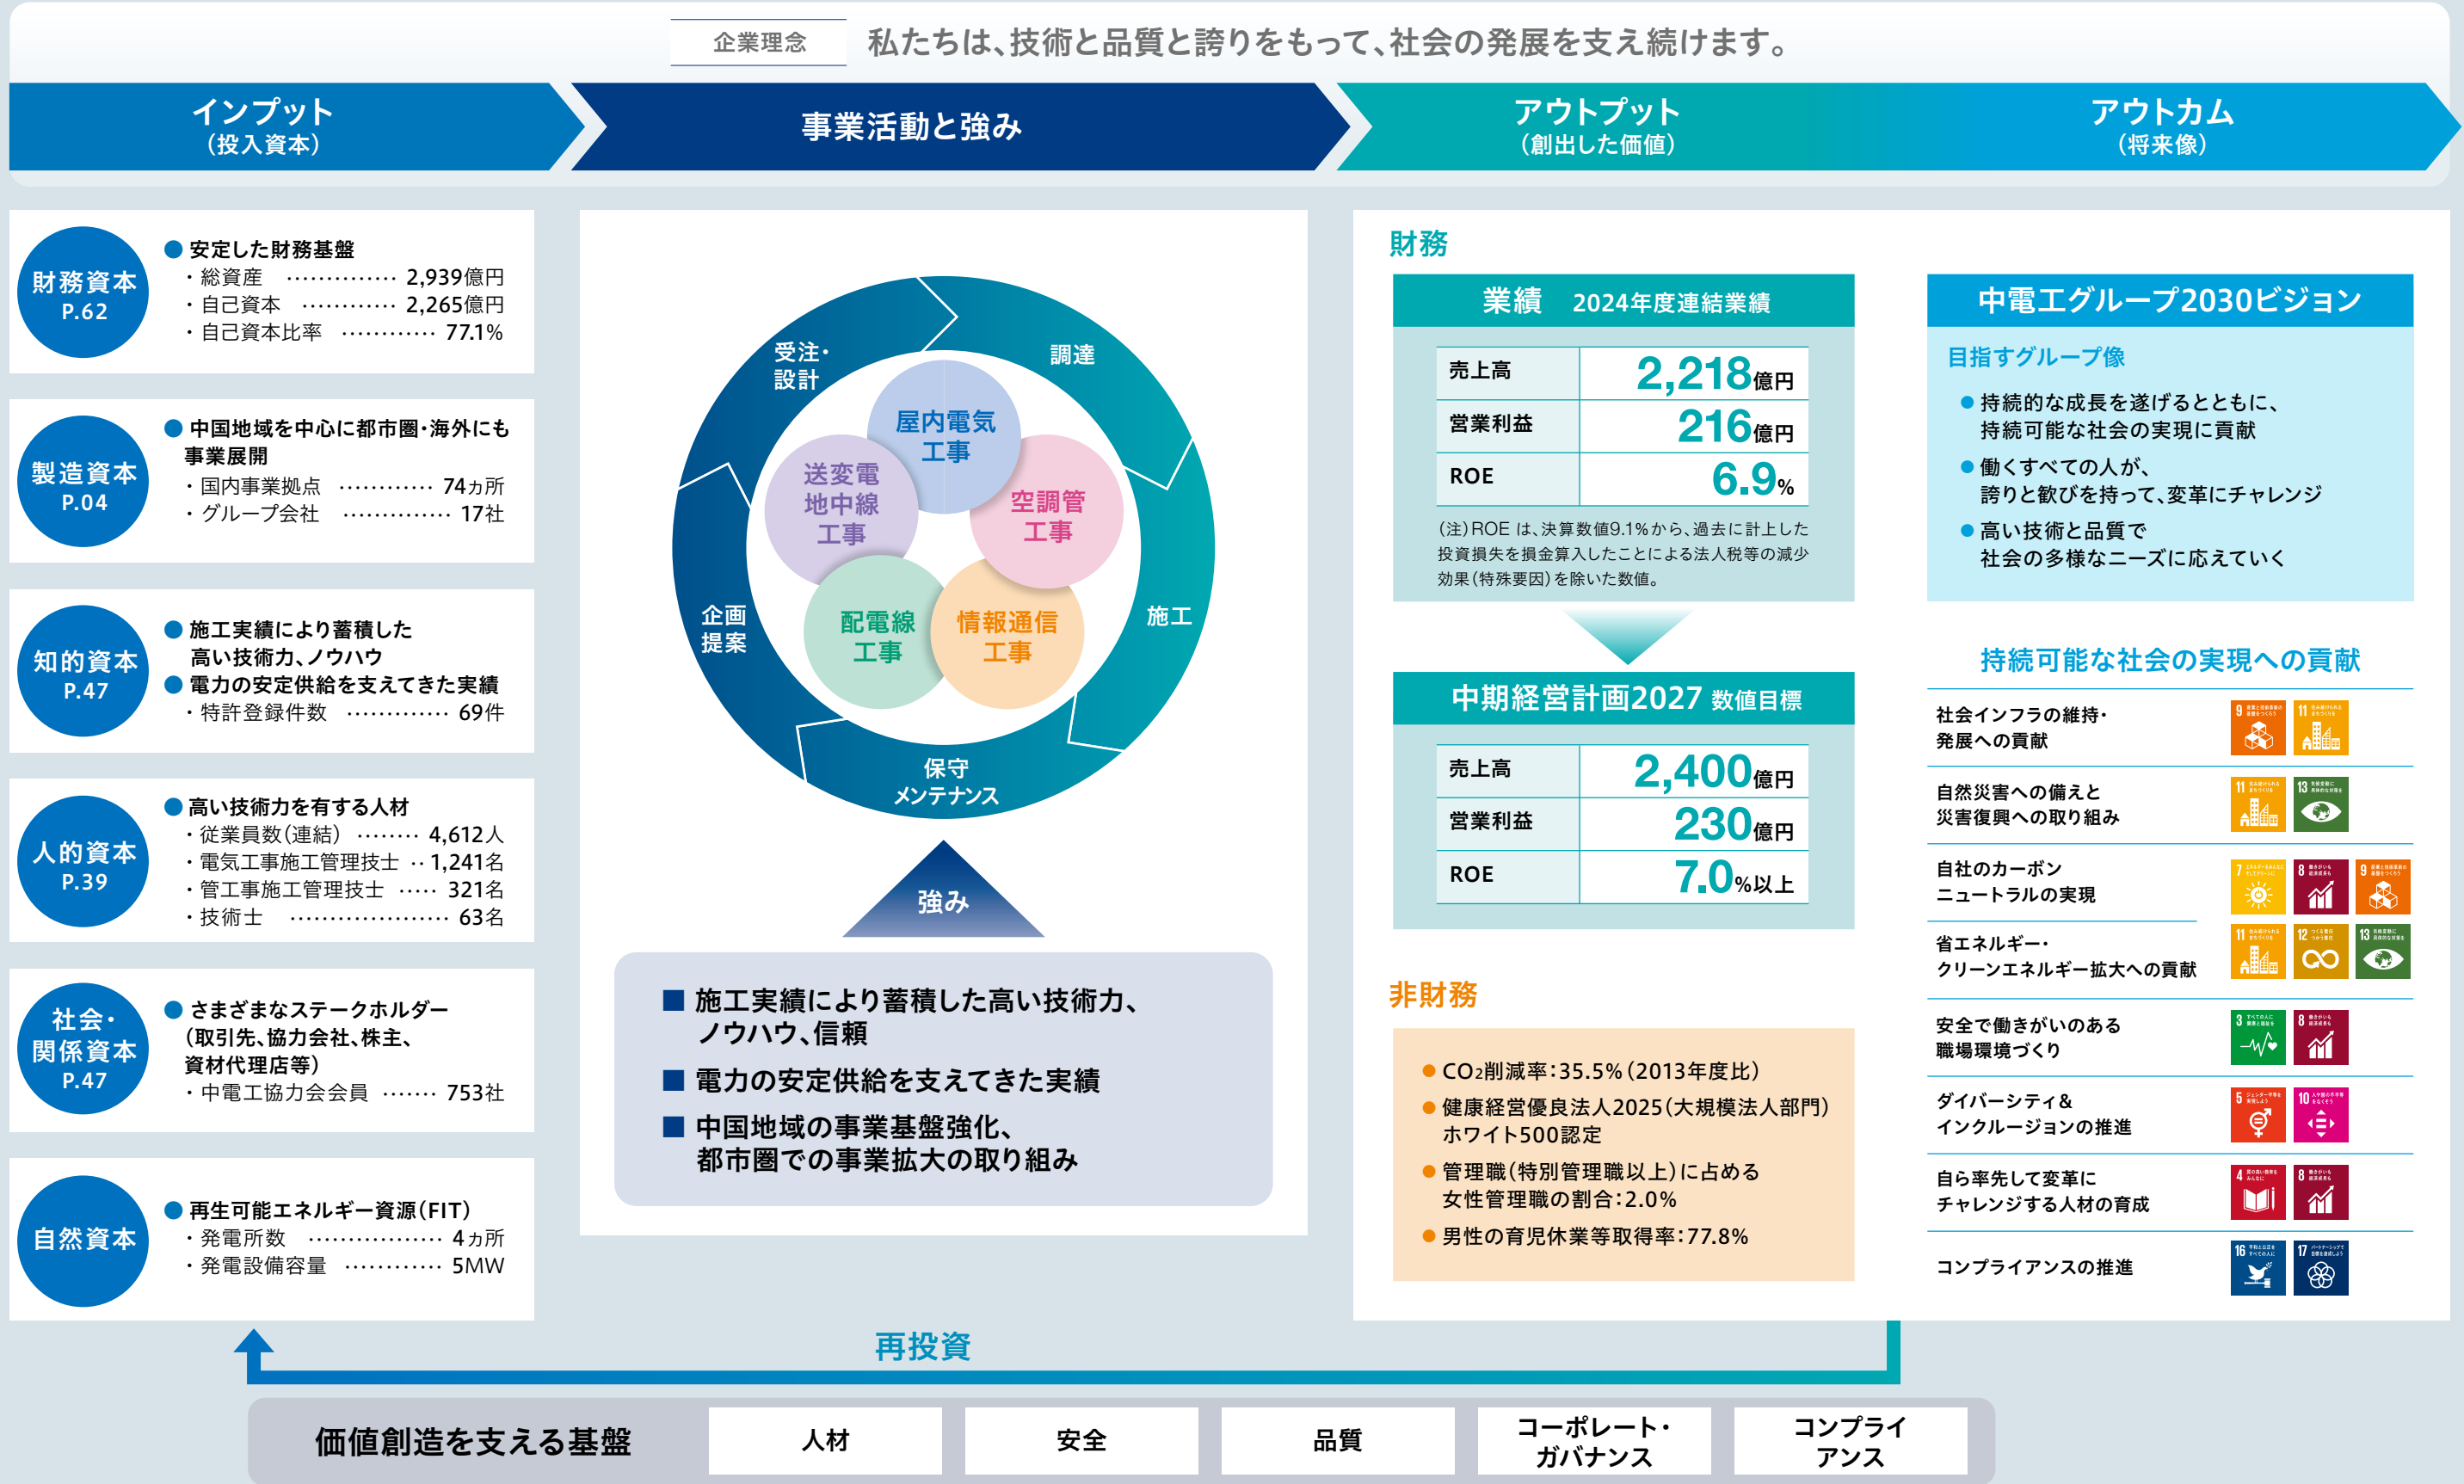 企業理念
私たちは、技術と品質と誇りをもって、社会の発展を支え続けます。
インプット
（投入資本）
事業活動と強み
アウトプット
（創出した価値）
アウトカム
（将来像）
財務資本
P.62
● 安定した財務基盤
・総資産 ………… 2,939億円
・自己資本 ………… 2,265億円
・自己資本比率 ………… 77.1%
製造資本
P.04
● 中国地域を中心に都市圏・海外にも
事業展開
・国内事業拠点 ………… 74ヵ所
・グループ会社 ………… 17社
知的資本
P.47
● 施工実績により蓄積した
高い技術力、ノウハウ
● 電力の安定供給を支えてきた実績
・特許登録件数 ………… 69件
人的資本
P.39
● 高い技術力を有する人材
・従業員数（連結） ……… 4,612人
・電気工事施工管理技士 ‥ 1,241名
・管工事施工管理技士 ‥‥ 321名
・技術士 ………………… 63名
社会・
関係資本
P.47
● さまざまなステークホルダー
（取引先、協力会社、株主、
資材代理店等）
・中電工協力会会員 ……… 753社
自然資本
● 再生可能エネルギー資源（FIT）
・発電所数 ……………… 4ヵ所
・発電設備容量 ………… 5MW
受注・
設計
調達
施工
保守
メンテナンス
企画
提案
屋内電気
工事
送変電
地中線
工事
空調管
工事
配電線
工事
情報通信
工事
強み
■ 施工実績により蓄積した高い技術力、
ノウハウ、信頼
■ 電力の安定供給を支えてきた実績
■ 中国地域の事業基盤強化、
都市圏での事業拡大の取り組み
財務
業績 2024年度連結業績
売上高 2,218億円
営業利益 216億円
ROE 6.9%
（注）ROE は、決算数値9.1%から、過去に計上した
投資損失を損金算入したことによる法人税等の減少
効果（特殊要因）を除いた数値。
中期経営計画2027 数値目標
売上高 2,400億円
営業利益 230億円
ROE 7.0%以上
非財務
● CO2削減率：35.5%（2013年度比）
● 健康経営優良法人2025（大規模法人部門）
ホワイト500認定
● 管理職（特別管理職以上）に占める
女性管理職の割合：2.0%
● 男性の育児休業等取得率：77.8%
中電工グループ2030ビジョン
目指すグループ像
● 持続的な成長を遂げるとともに、
持続可能な社会の実現に貢献
● 働くすべての人が、
誇りと歓びを持って、変革にチャレンジ
● 高い技術と品質で
社会の多様なニーズに応えていく
持続可能な社会の実現への貢献
社会インフラの維持・
発展への貢献
9 11
自然災害への備えと
災害復興への取り組み
11 13
自社のカーボン
ニュートラルの実現
7 8 9
省エネルギー・
クリーンエネルギー拡大への貢献
11 12 13
安全で働きがいのある
職場環境づくり
3 8
ダイバーシティ&
インクルージョンの推進
5 10
自ら率先して変革に
チャレンジする人材の育成
4 8
コンプライアンスの推進
16 17
再投資
価値創造を支える基盤
人材
安全
品質
コーポレート・
ガバナンス
コンプライ
アンス